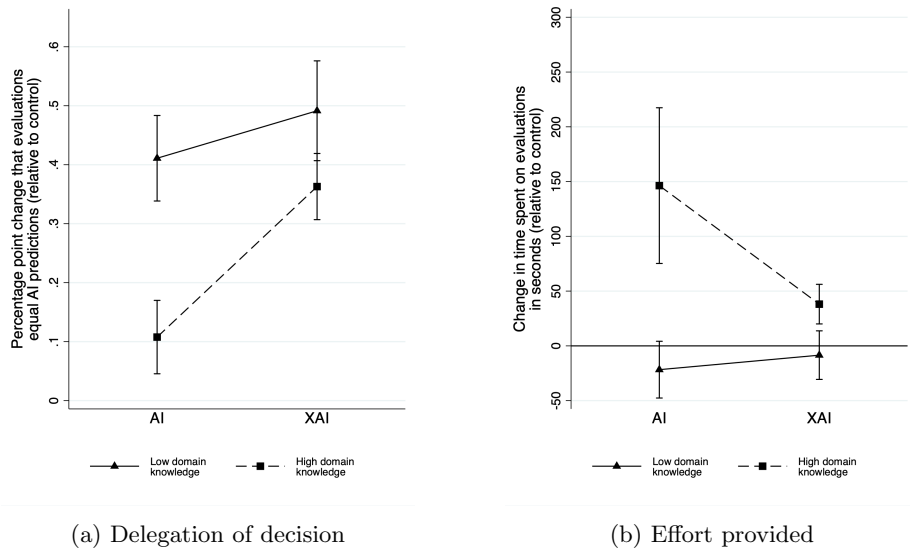 Percentage point change that evaluations
equal AI predictions (relative to control)
.6
.5
.4
.3
.2
.1
0
AI
XAI
Low domain
knowledge
High domain
knowledge
(a) Delegation of decision
Change in time spent on evaluations
in seconds (relative to control)
300
250
200
150
100
50
0
-50
AI
XAI
Low domain
knowledge
High domain
knowledge
(b) Effort provided